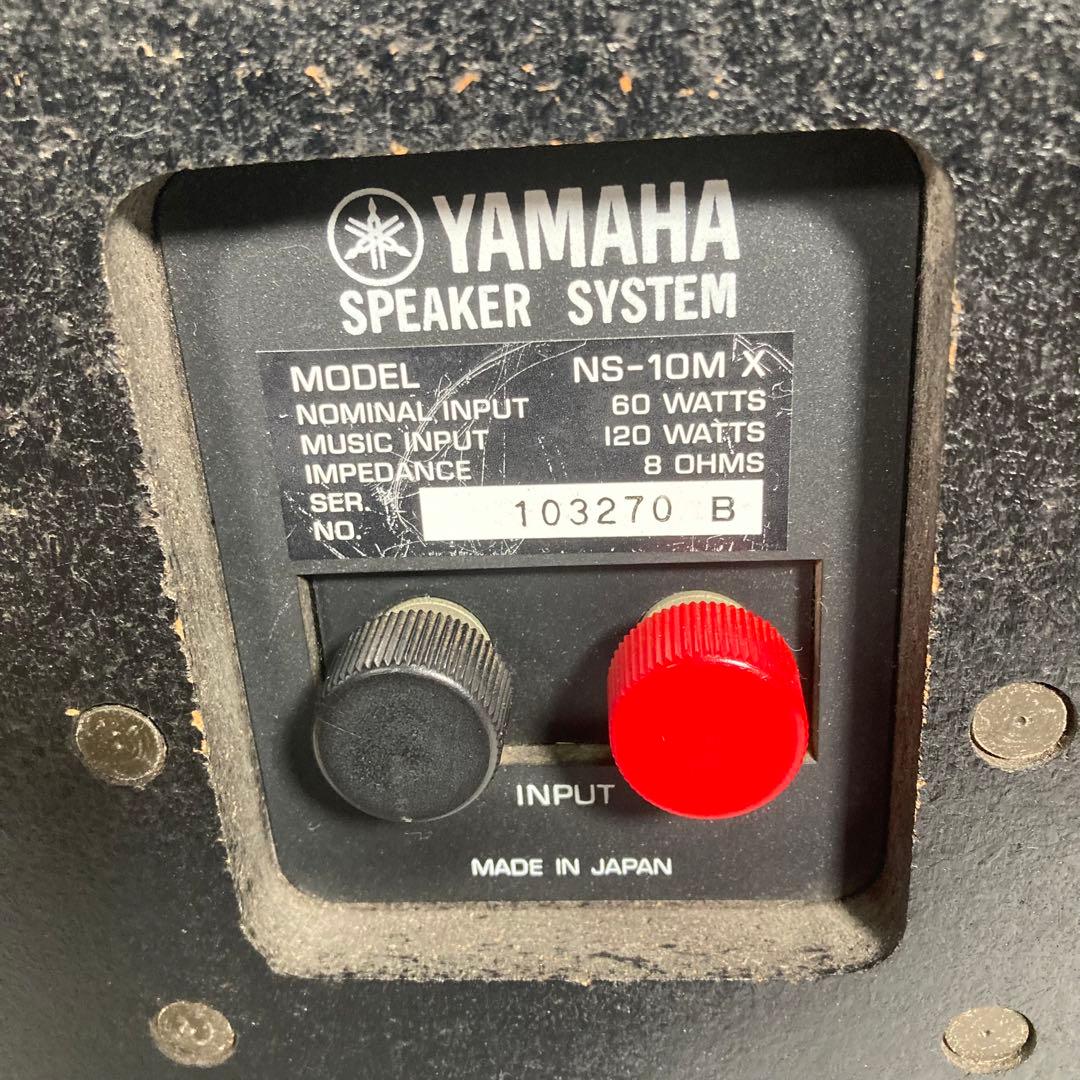 YAMAHA
SPEAKER SYSTEM
MODEL NS-10M X
NOMINAL INPUT 60 WATTS
MUSIC INPUT 120 WATTS
IMPEDANCE 8 OHMS
SER.
NO. 103270 B
INPUT
MADE IN JAPAN